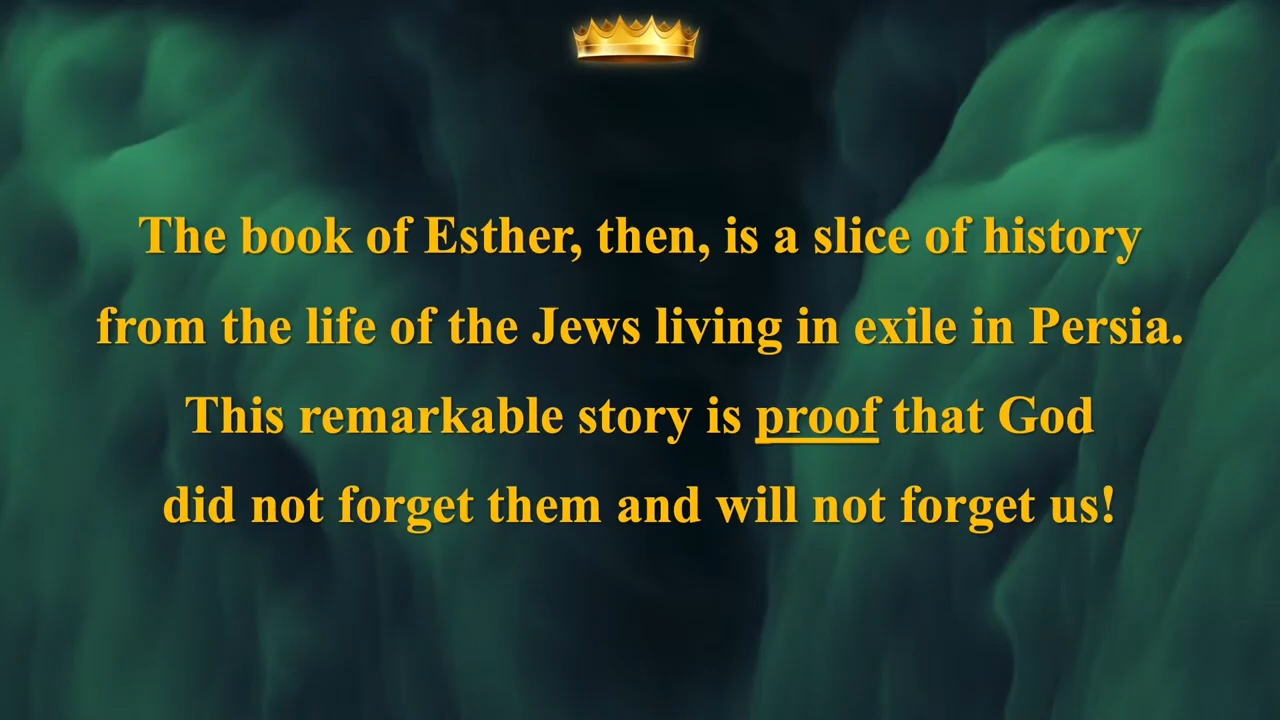 The book of Esther, then, is a slice of history
from the life of the Jews living in exile in Persia.
This remarkable story is proof that God
did not forget them and will not forget us!